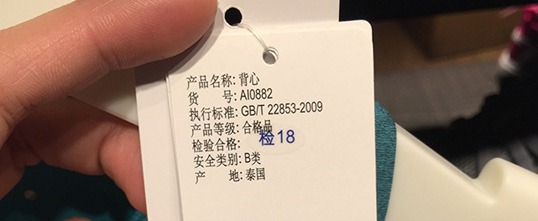 产品名称: 背心
货 号: AI0882
执行标准: GB/T 22853-2009
产品等级: 合格品
检验合格: 检18
安全类别: B类
产 地: 泰国